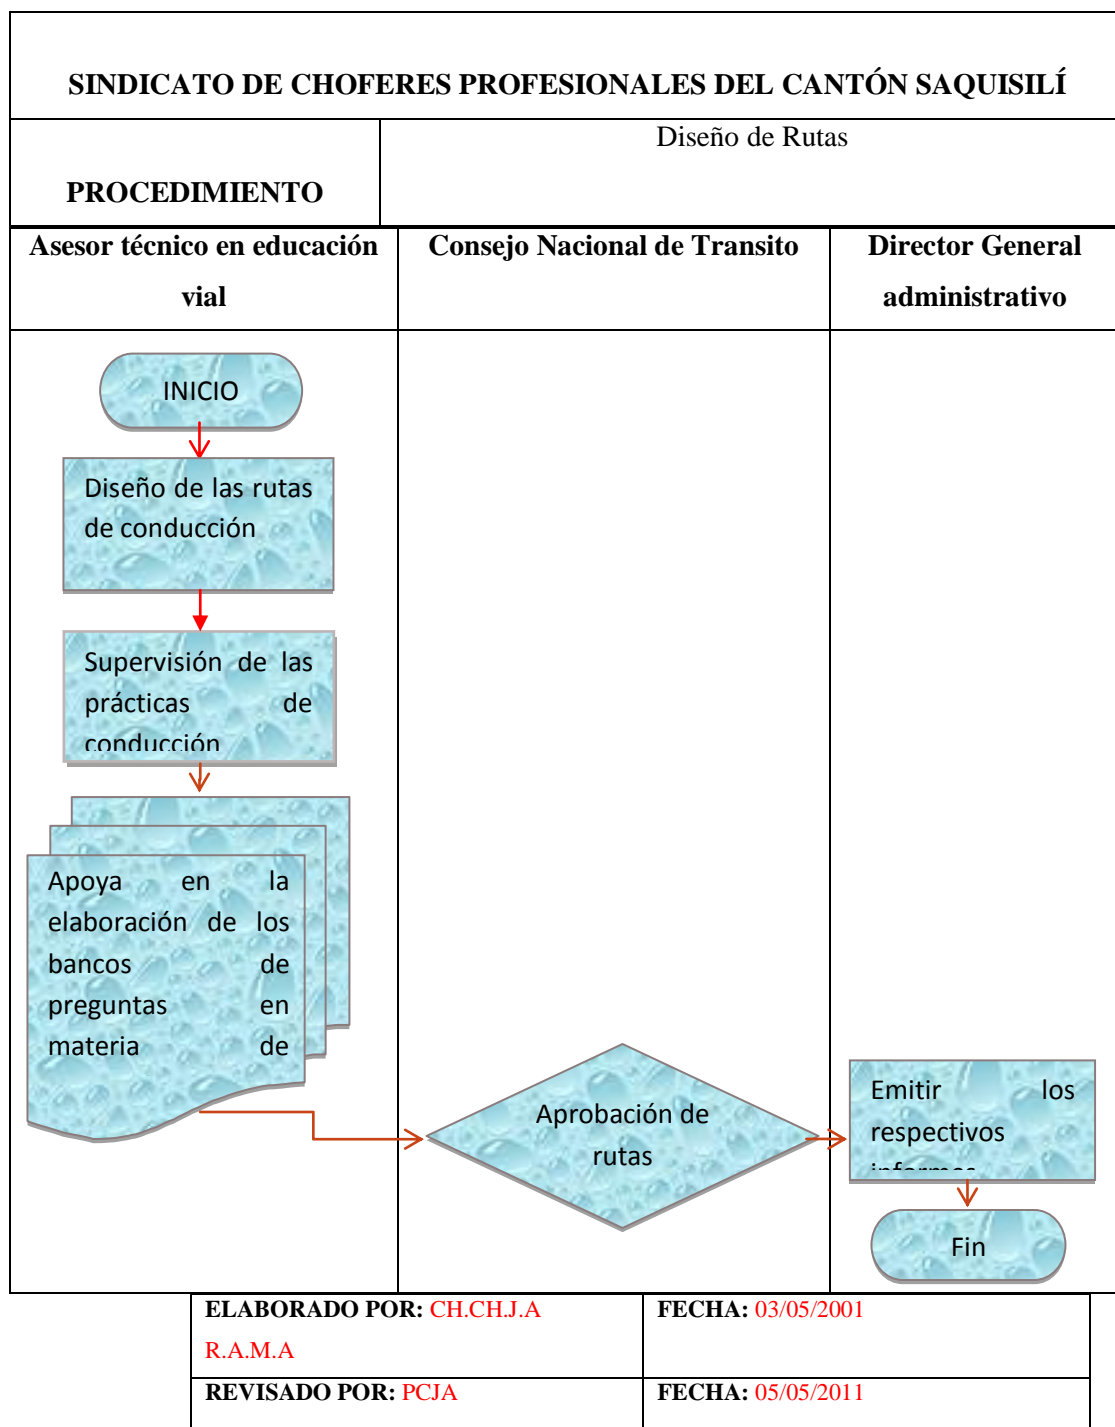 SINDICATO DE CHOFERES PROFESIONALES DEL CANTÓN SAQUISILÍ
PROCEDIMIENTO
Diseño de Rutas
Asesor técnico en educación
vial
Consejo Nacional de Transito
Director General
administrativo
INICIO
Diseño de las rutas
de conducción
Supervisión de las
prácticas de
conducción
Apoya en la
elaboración de los
bancos de
preguntas en
materia de
Aprobación de
rutas
Emitir los
respectivos
informes
Fin
ELABORADO POR: CH.CH.J.A
R.A.M.A
FECHA: 03/05/2001
REVISADO POR: PCJA
FECHA: 05/05/2011